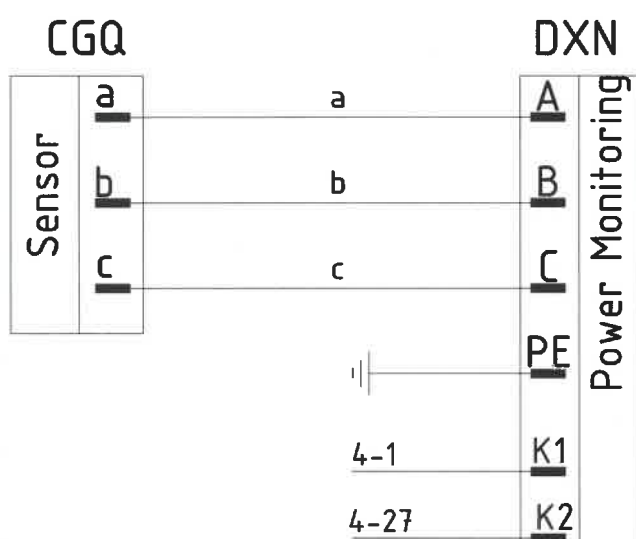 CGQ
DXN
Sensor
a
a
A
b
b
B
c
c
C
PE
4-1
K1
4-27
K2
Power Monitoring